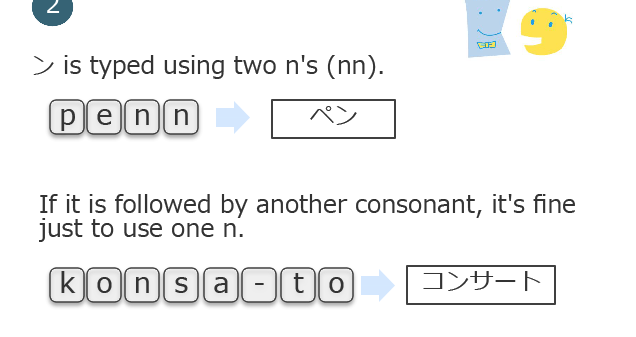 2
ン is typed using two n's (nn).
p e n n ペン
If it is followed by another consonant, it's fine
just to use one n.
k o n s a - t o コンサート